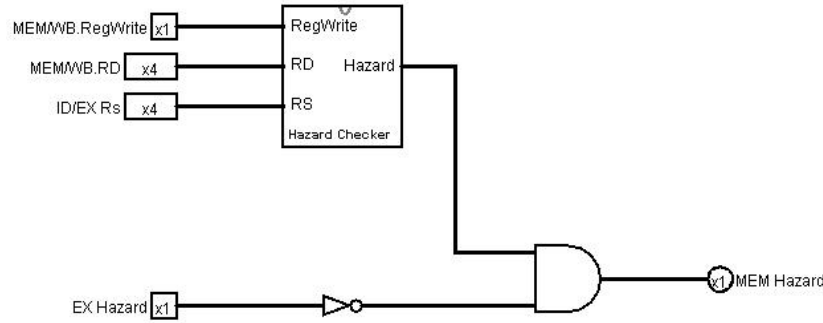 MEM/WB.RegWrite x1 RegWrite
MEM/WB.RD x4 RD Hazard
ID/EX Rs x4 RS
Hazard Checker
x1 MEM Hazard
EX Hazard x1